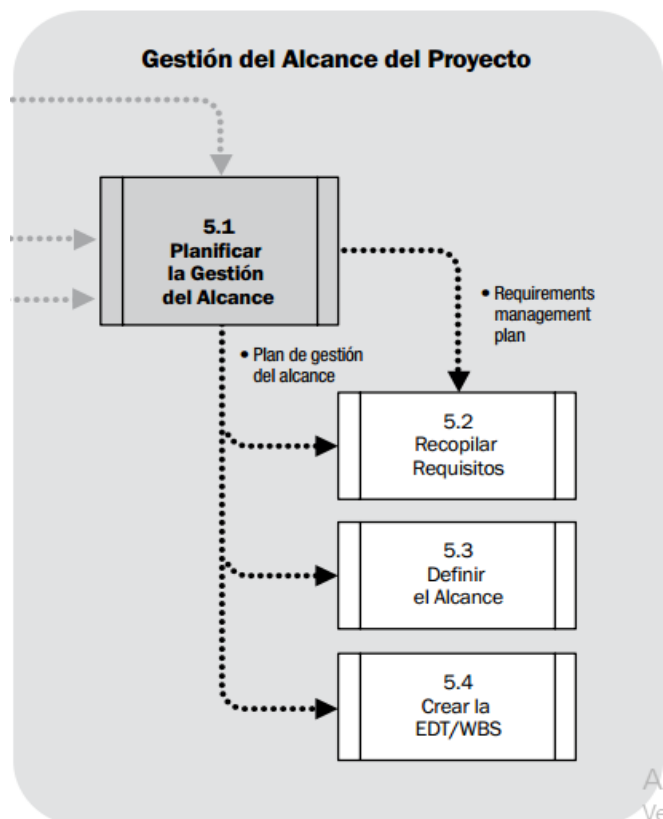 Gestión del Alcance del Proyecto
5.1
Planificar
la Gestión
del Alcance
• Requirements
management
plan
• Plan de gestión
del alcance
5.2
Recopilar
Requisitos
5.3
Definir
el Alcance
5.4
Crear la
EDT/WBS